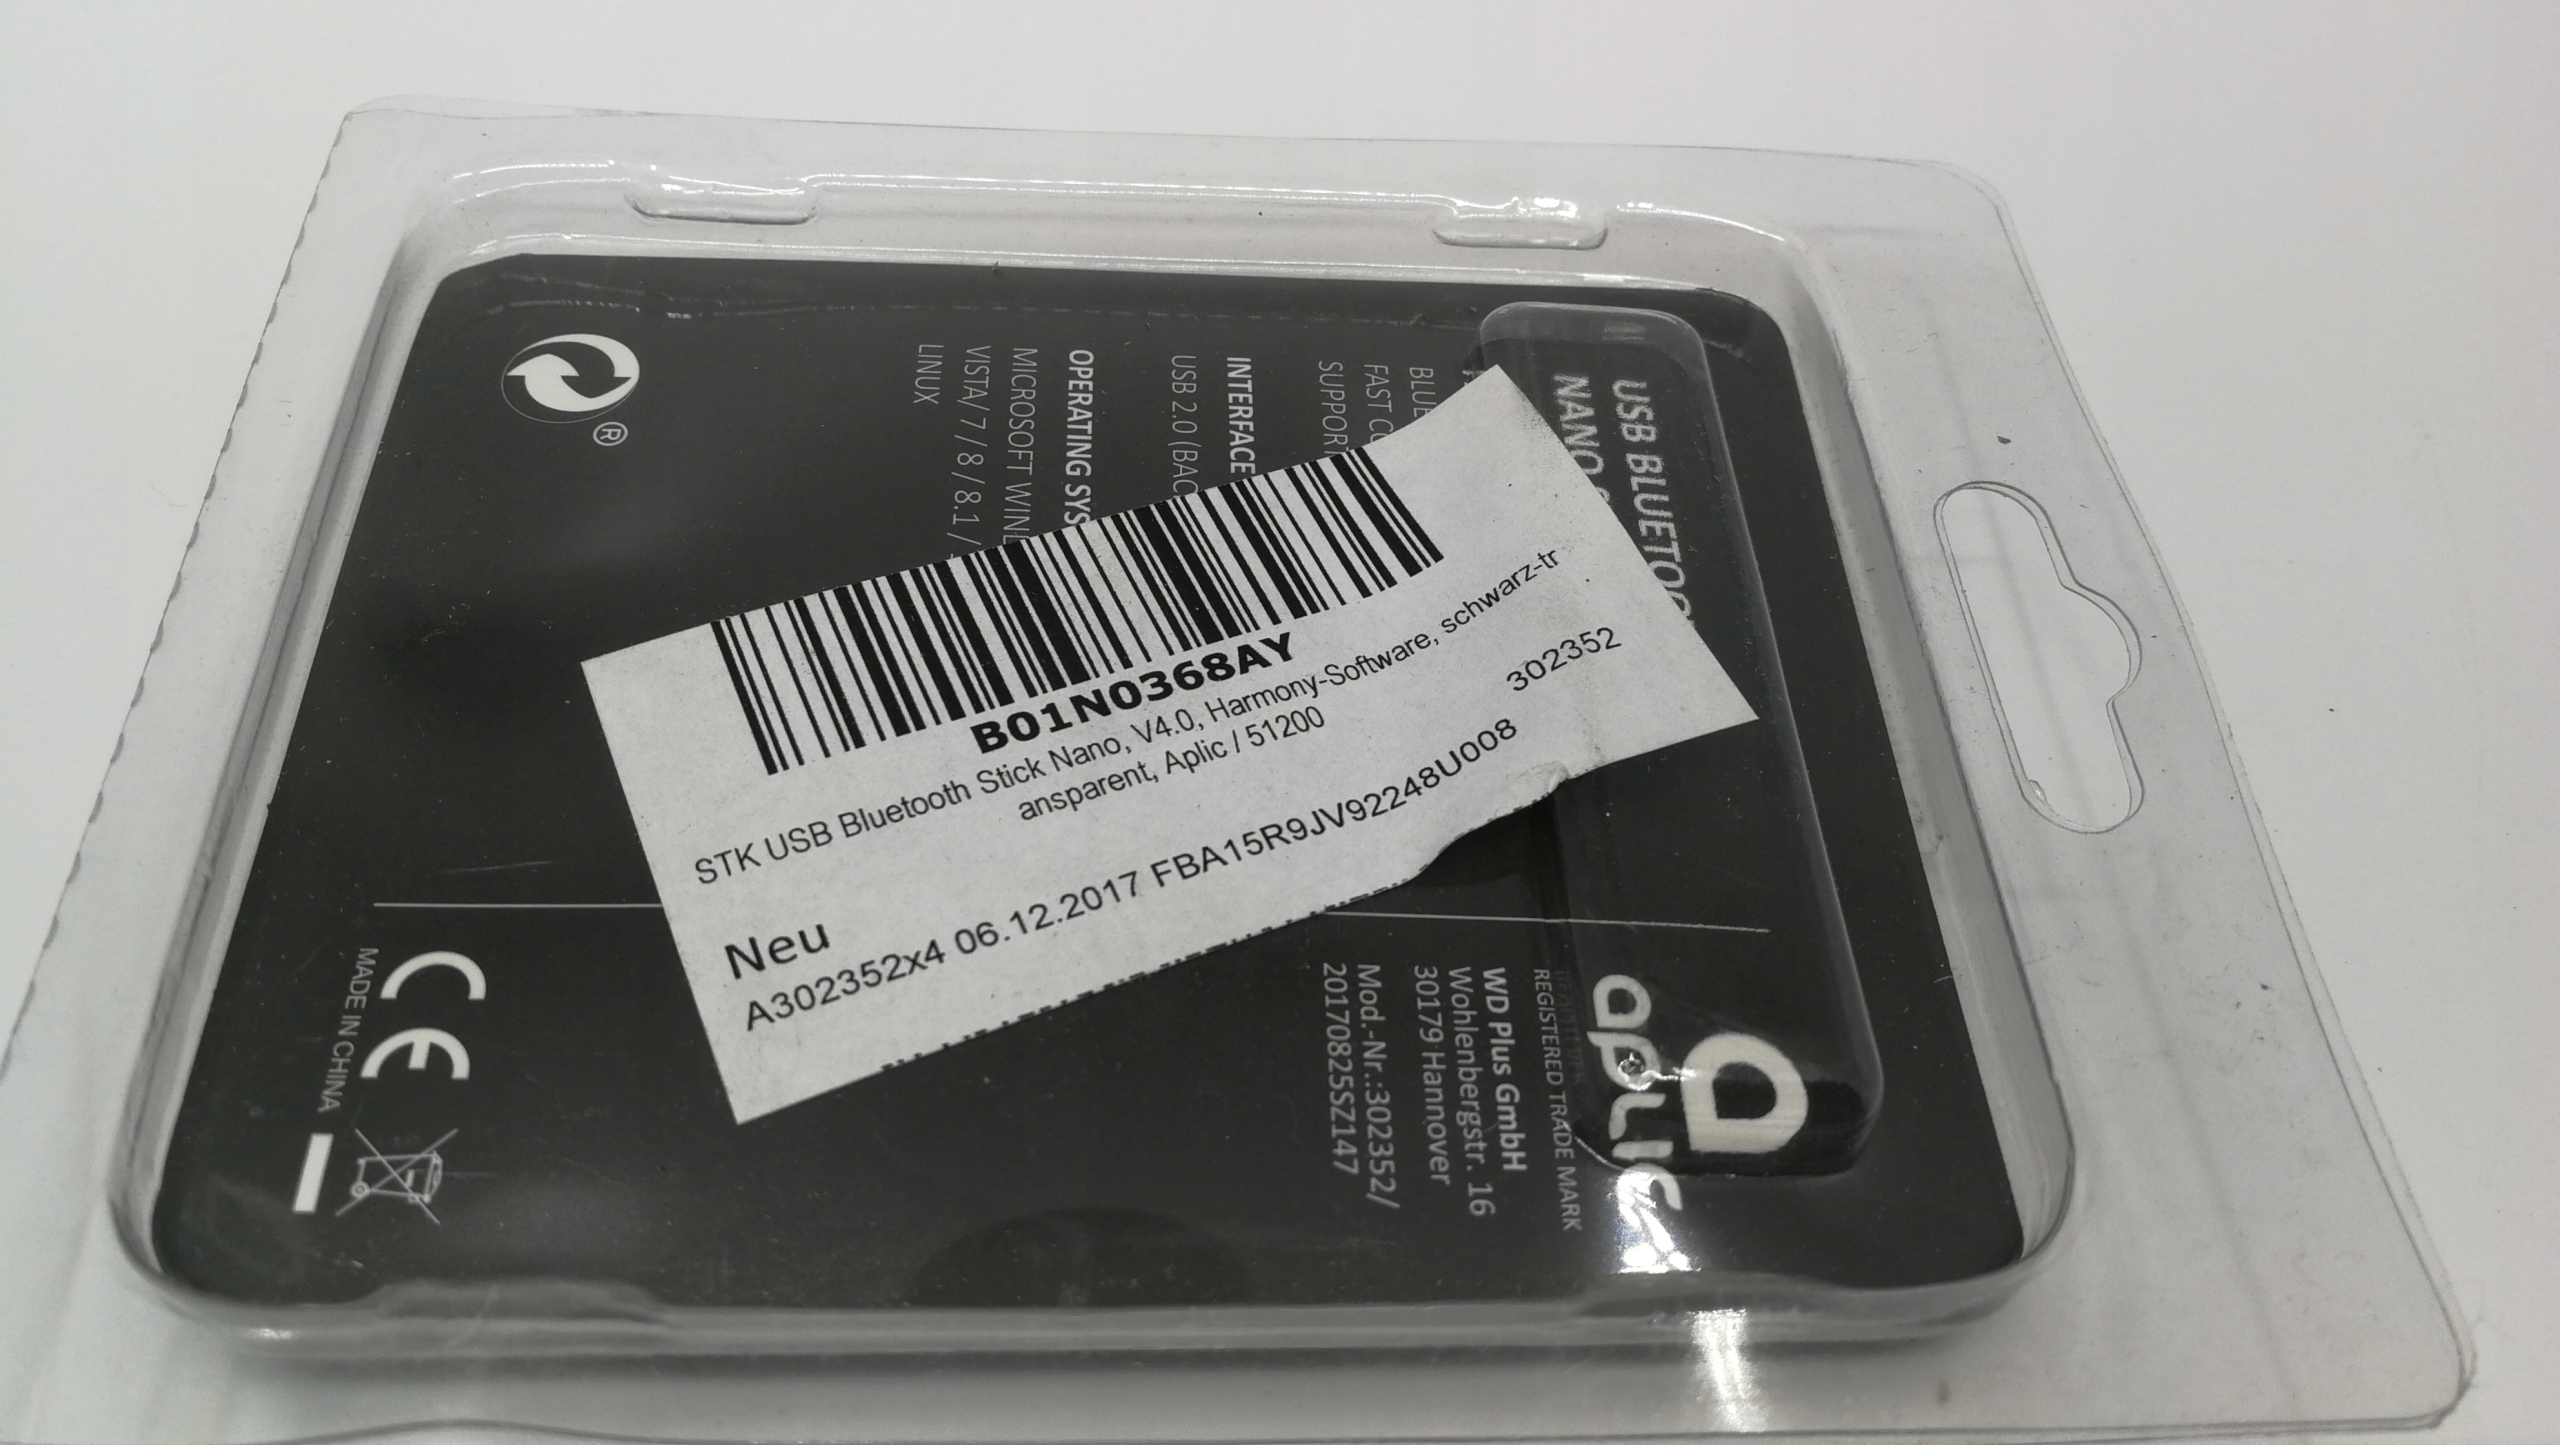 B01N0368AY
STK USB Bluetooth Stick Nano, V4.0, Harmony-Software, schwarz-tr
ansparent, Aplic / 51200
302352
Neu
A302352x4 06.12.2017 FBA15R9JV92248U008
USB BLUETOO
NANO
BLUE
FAST CO
SUPPOR
INTERFACE
USB 2.0 (BAC
OPERATING SYS
MICROSOFT WIN
VISTA/ 7 / 8 / 8.1 /
LINUX
®
a
aplic
REGISTERED TRADE MARK
WD Plus GmbH
Wohlenbergstr. 16
30179 Hannover
Mod.-Nr.:302352/
20170825SZ147
CE
MADE IN CHINA